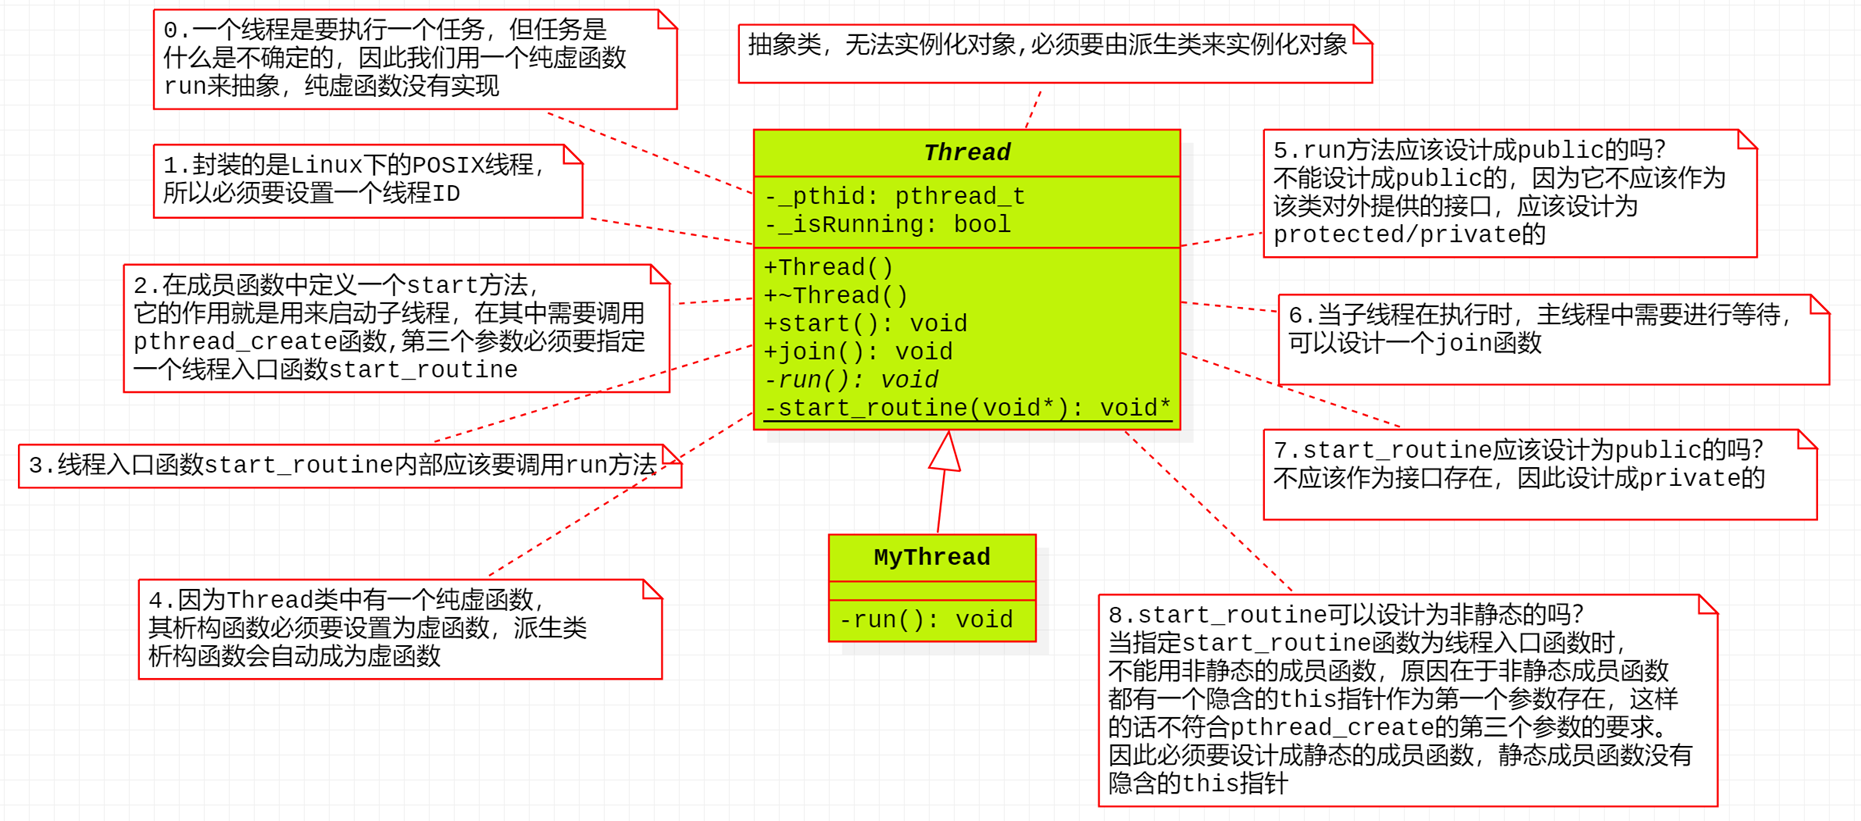 0.一个线程是要执行一个任务，但任务是
什么是不确定的，因此我们用一个纯虚函数
run来抽象，纯虚函数没有实现
抽象类，无法实例化对象,必须要由派生类来实例化对象
1.封装的是Linux下的POSIX线程，
所以必须要设置一个线程ID
2.在成员函数中定义一个start方法，
它的作用就是用来启动子线程，在其中需要调用
pthread_create函数,第三个参数必须要指定
一个线程入口函数start_routine
3.线程入口函数start_routine内部应该要调用run方法
4.因为Thread类中有一个纯虚函数，
其析构函数必须要设置为虚函数，派生类
析构函数会自动成为虚函数
Thread
-_pthid: pthread_t
-_isRunning: bool
+Thread()
+~Thread()
+start(): void
+join(): void
-run(): void
-start_routine(void*): void*
MyThread
-run(): void
5.run方法应该设计成public的吗？
不能设计成public的，因为它不应该作为
该类对外提供的接口，应该设计为
protected/private的
6.当子线程在执行时，主线程中需要进行等待，
可以设计一个join函数
7.start_routine应该设计为public的吗？
不应该作为接口存在，因此设计成private的
8.start_routine可以设计为非静态的吗？
当指定start_routine函数为线程入口函数时，
不能用非静态的成员函数，原因在于非静态成员函数
都有一个隐含的this指针作为第一个参数存在，这样
的话不符合pthread_create的第三个参数的要求。
因此必须要设计成静态的成员函数，静态成员函数没有
隐含的this指针